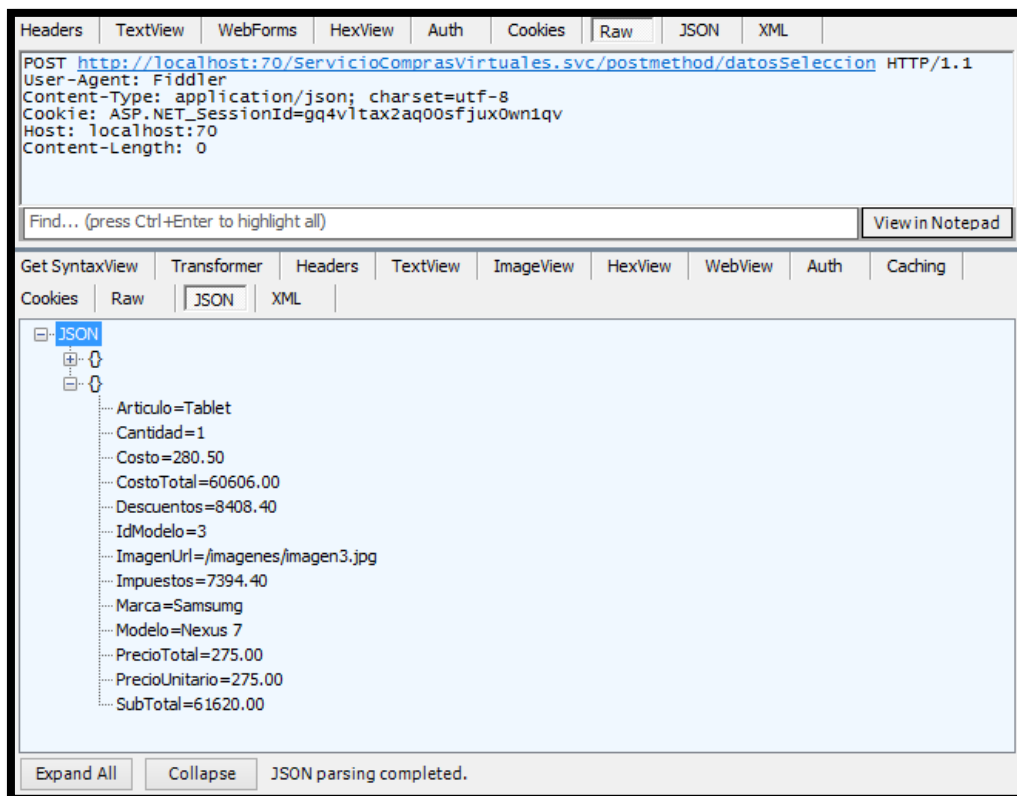 Headers TextView WebForms HexView Auth Cookies Raw JSON XML
POST http://localhost:70/ServicioComprasVirtuales.svc/postmethod/datosSeleccion HTTP/1.1
User-Agent: Fiddler
Content-Type: application/json; charset=utf-8
Cookie: ASP.NET_SessionId=gq4vltax2aq00sfjux0wn1qv
Host: localhost:70
Content-Length: 0
Find... (press Ctrl+Enter to highlight all) View in Notepad
Get SyntaxView Transformer Headers TextView ImageView HexView WebView Auth Caching
Cookies Raw JSON XML
JSON
{}
{}
Articulo=Tablet
Cantidad=1
Costo=280.50
CostoTotal=60606.00
Descuentos=8408.40
IdModelo=3
ImagenUrl=/imagenes/imagen3.jpg
Impuestos=7394.40
Marca=Samsumg
Modelo=Nexus 7
PrecioTotal=275.00
PrecioUnitario=275.00
SubTotal=61620.00
Expand All Collapse JSON parsing completed.